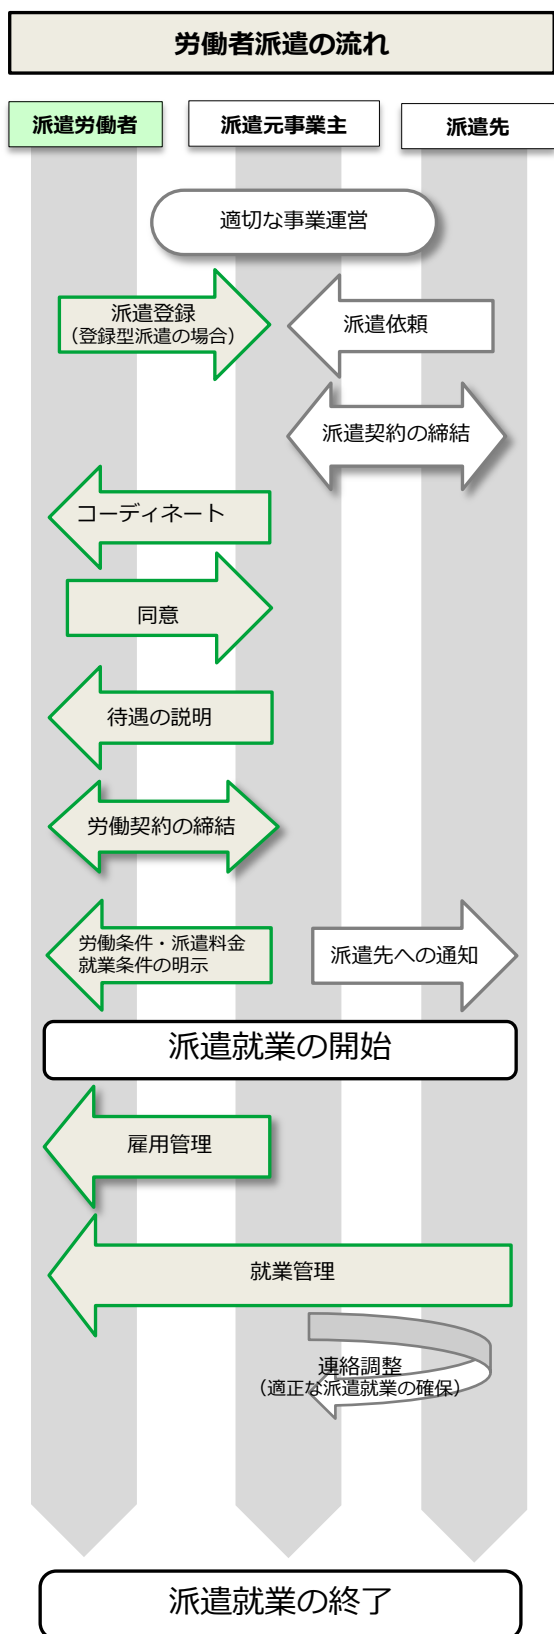 労働者派遣の流れ
派遣労働者
派遣元事業主
派遣先
適切な事業運営
派遣登録
（登録型派遣の場合）
派遣依頼
派遣契約の締結
コーディネート
同意
待遇の説明
労働契約の締結
労働条件・派遣料金
就業条件の明示
派遣先への通知
派遣就業の開始
雇用管理
就業管理
連絡調整
（適正な派遣就業の確保）
派遣就業の終了